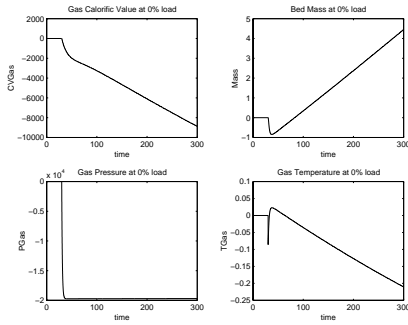 Gas Calorific Value at 0% load
2000
0
−2000
−4000
−6000
−8000
−10000
CVGas
0 100 200 300
time
Bed Mass at 0% load
5
4
3
2
1
0
−1
Mass
0 100 200 300
time
Gas Pressure at 0% load
x 10^4
0
−0.5
−1
−1.5
−2
PGas
0 100 200 300
time
Gas Temperature at 0% load
0.1
0.05
0
−0.05
−0.1
−0.15
−0.2
−0.25
TGas
0 100 200 300
time